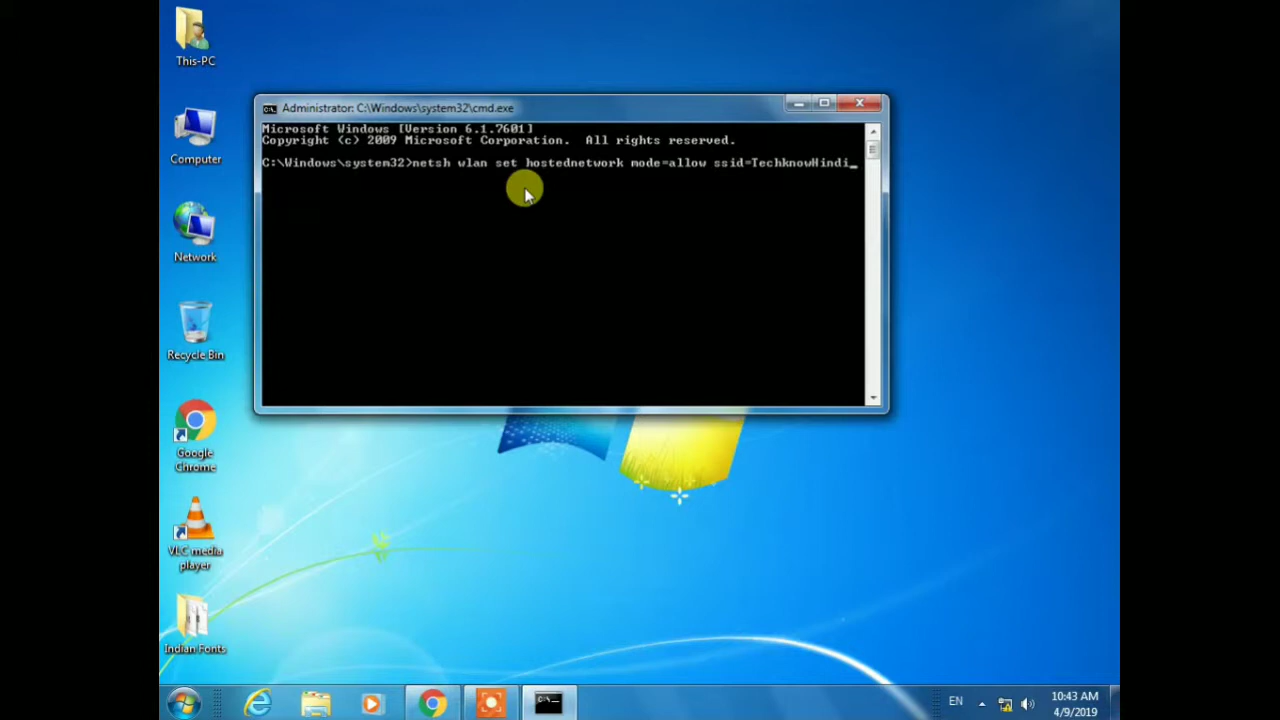 This-PC
Computer
Network
Recycle Bin
Google
Chrome
VLC media
player
Indian Fonts
Administrator: C:\Windows\system32\cmd.exe
Microsoft Windows [Version 6.1.7601]
Copyright (c) 2009 Microsoft Corporation.  All rights reserved.
C:\Windows\system32>netsh wlan set hostednetwork mode=allow ssid=TechknowHindi_
EN
10:43 AM
4/9/2019